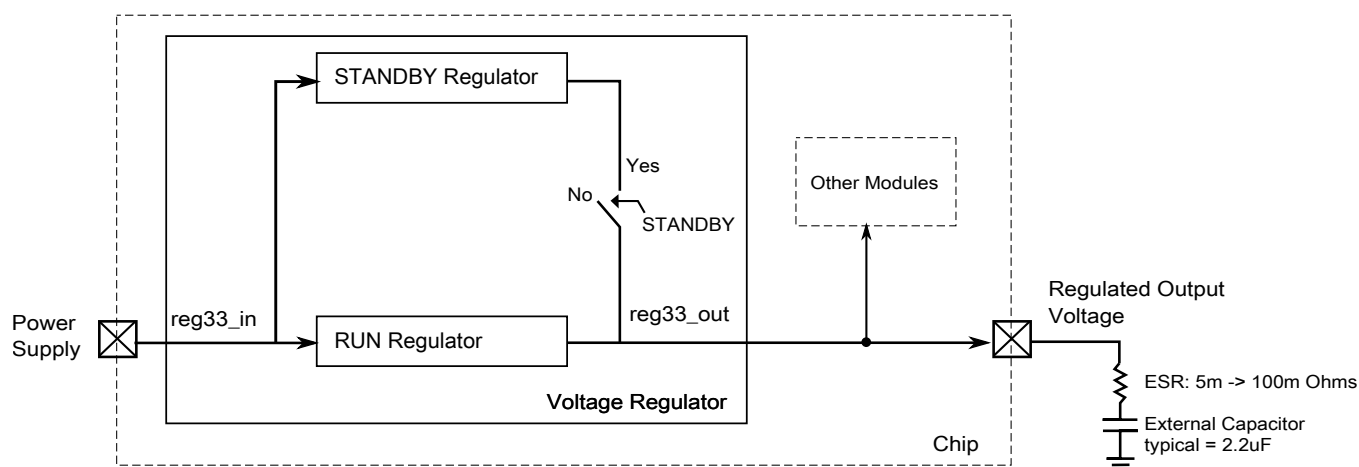 STANDBY Regulator
Yes
No
STANDBY
Other Modules
Power
Supply
reg33_in
RUN Regulator
reg33_out
Regulated Output
Voltage
ESR: 5m -> 100m Ohms
Voltage Regulator
External Capacitor
typical = 2.2uF
Chip